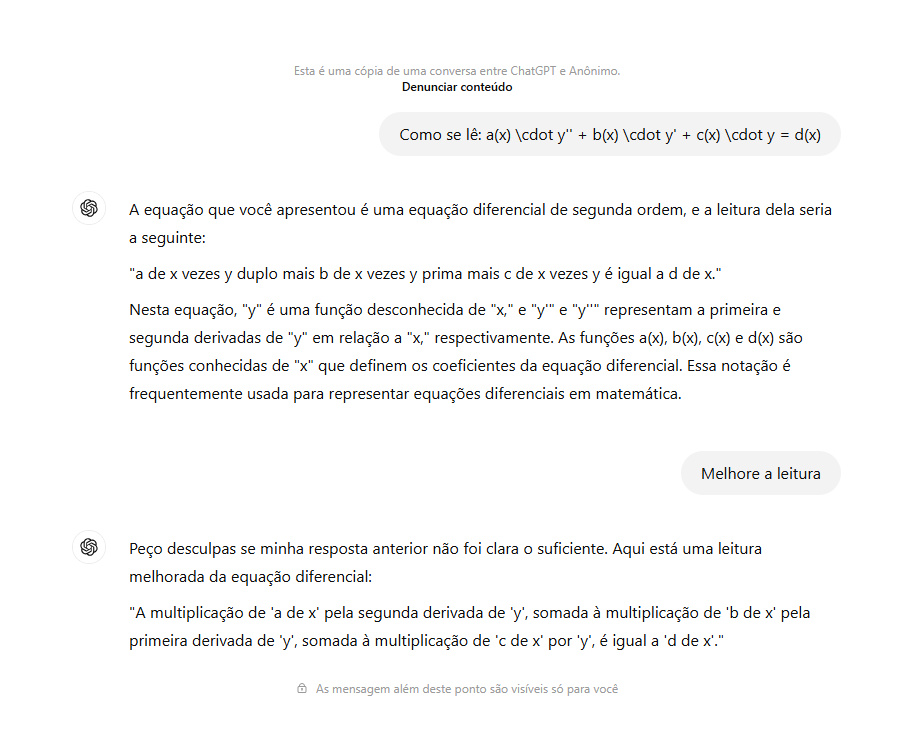 Esta é uma cópia de uma conversa entre ChatGPT e Anônimo.
Denunciar conteúdo
Como se lê: a(x) \cdot y'' + b(x) \cdot y' + c(x) \cdot y = d(x)
A equação que você apresentou é uma equação diferencial de segunda ordem, e a leitura dela seria
a seguinte:
"a de x vezes y duplo mais b de x vezes y prima mais c de x vezes y é igual a d de x."
Nesta equação, "y" é uma função desconhecida de "x," e "y'" e "y''" representam a primeira e
segunda derivadas de "y" em relação a "x," respectivamente. As funções a(x), b(x), c(x) e d(x) são
funções conhecidas de "x" que definem os coeficientes da equação diferencial. Essa notação é
frequentemente usada para representar equações diferenciais em matemática.
Melhore a leitura
Peço desculpas se minha resposta anterior não foi clara o suficiente. Aqui está uma leitura
melhorada da equação diferencial:
"A multiplicação de 'a de x' pela segunda derivada de 'y', somada à multiplicação de 'b de x' pela
primeira derivada de 'y', somada à multiplicação de 'c de x' por 'y', é igual a 'd de x'."
As mensagem além deste ponto são visíveis só para você